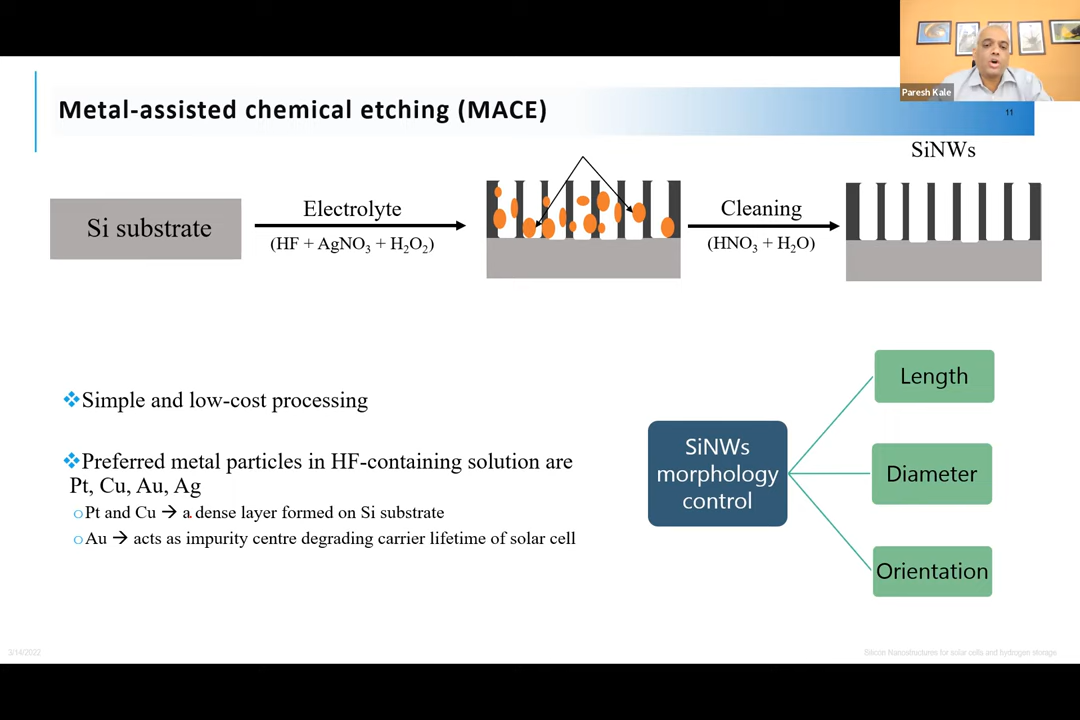 Paresh Kale
Metal-assisted chemical etching (MACE)
11
SiNWs
Si substrate
Electrolyte
(HF + AgNO₃ + H₂O₂)
Cleaning
(HNO₃ + H₂O)
❖Simple and low-cost processing
❖Preferred metal particles in HF-containing solution are
Pt, Cu, Au, Ag
oPt and Cu → a dense layer formed on Si substrate
oAu → acts as impurity centre degrading carrier lifetime of solar cell
SiNWs
morphology
control
Length
Diameter
Orientation
3/14/2022
Silicon Nanostructures for solar cells and hydrogen storage